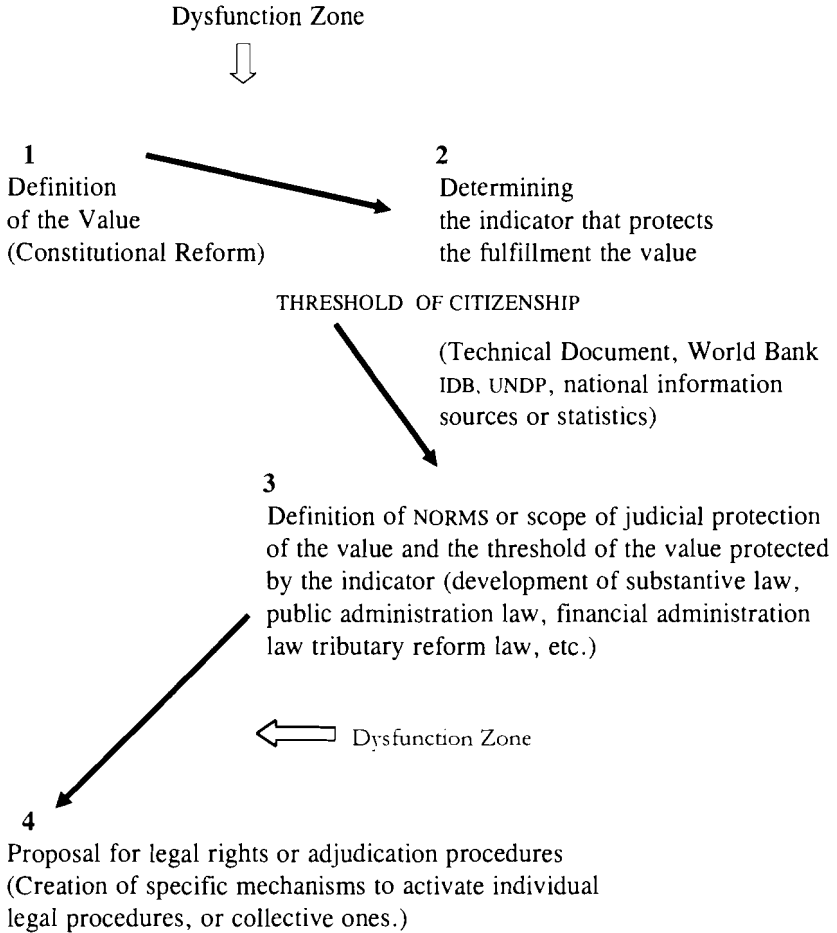 Dysfunction Zone
1
Definition
of the Value
(Constitutional Reform)
2
Determining
the indicator that protects
the fulfillment the value
THRESHOLD OF CITIZENSHIP
(Technical Document, World Bank
IDB, UNDP, national information
sources or statistics)
3
Definition of NORMS or scope of judicial protection
of the value and the threshold of the value protected
by the indicator (development of substantive law,
public administration law, financial administration
law tributary reform law, etc.)
Dysfunction Zone
4
Proposal for legal rights or adjudication procedures
(Creation of specific mechanisms to activate individual
legal procedures, or collective ones.)